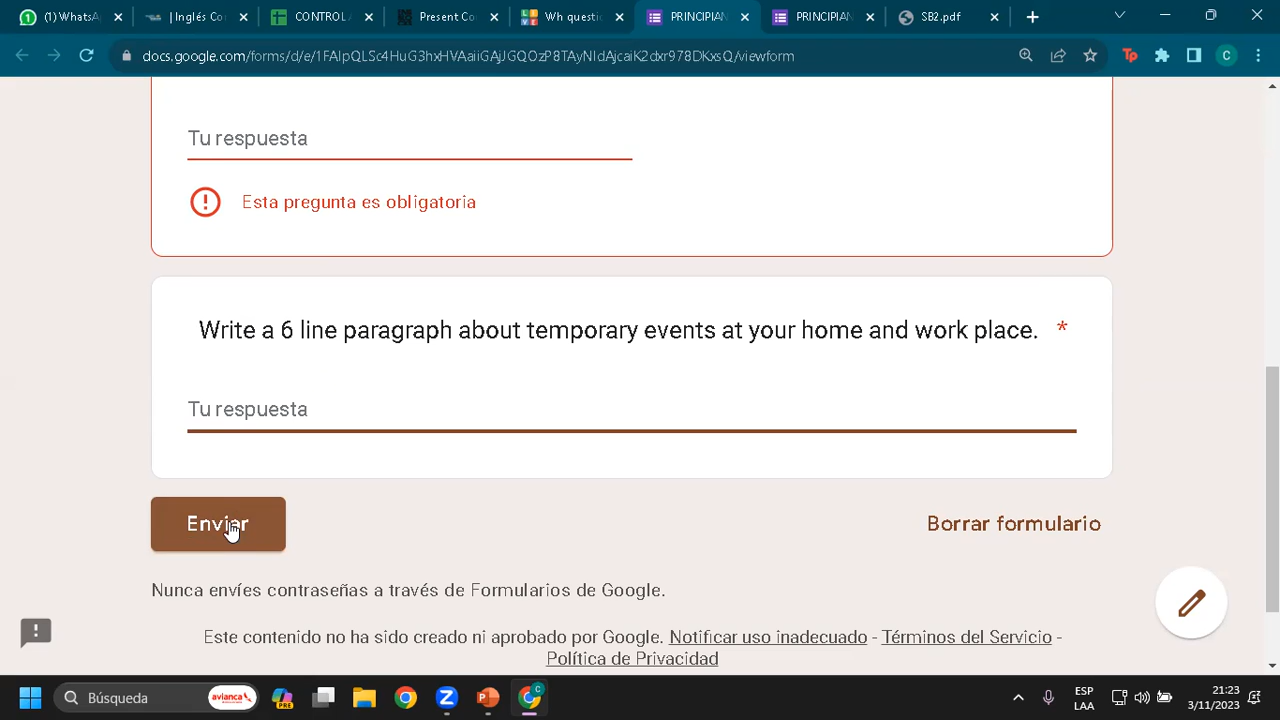 (1) WhatsA
| Inglés Co
CONTROL A
Present Co
Wh questi
PRINCIPIAN
PRINCIPIAN
SB2.pdf
docs.google.com/forms/d/e/1FAIpQLSc4HuG3hxHVAaiiGAjJGQOzP8TAyNIdAjcaiK2dxr978DKxsQ/viewform
Tp
C
Tu respuesta
Esta pregunta es obligatoria
Write a 6 line paragraph about temporary events at your home and work place. *
Tu respuesta
Enviar
Borrar formulario
Nunca envíes contraseñas a través de Formularios de Google.
Este contenido no ha sido creado ni aprobado por Google. Notificar uso inadecuado - Términos del Servicio -
Política de Privacidad
Búsqueda
avianca
PRE
ESP
LAA
21:23
3/11/2023